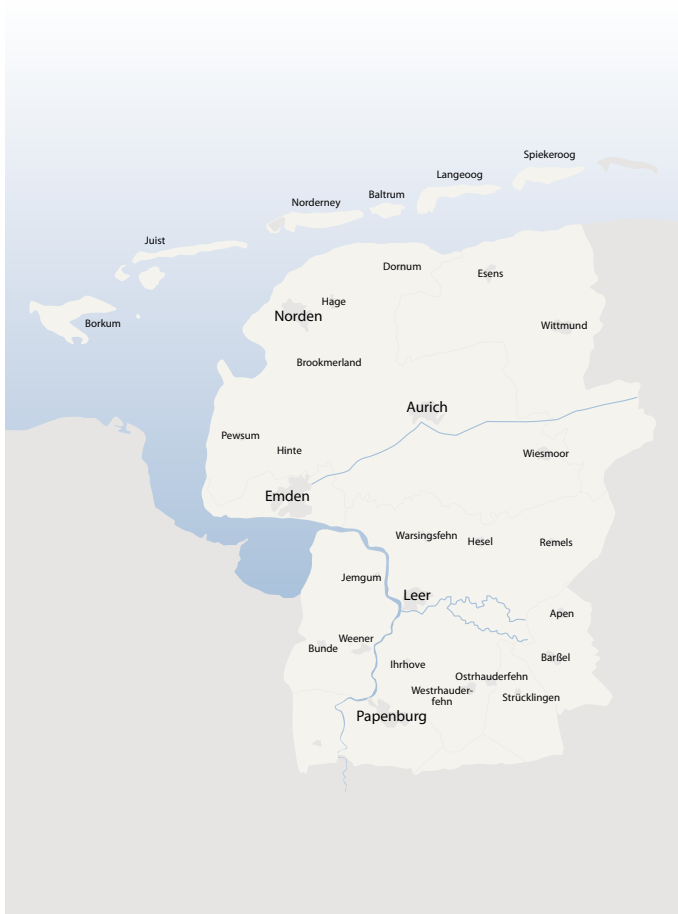 Spiekeroog
Langeoog
Baltrum
Norderney
Juist
Dornum
Esens
Hage
Norden
Borkum
Wittmund
Brookmerland
Aurich
Pewsum
Hinte
Wiesmoor
Emden
Warsingsfehn
Hesel
Remels
Jemgum
Leer
Apen
Weener
Bunde
Barßel
Ihrhove
Ostrhauderfehn
Westrhauder-
fehn
Strücklingen
Papenburg